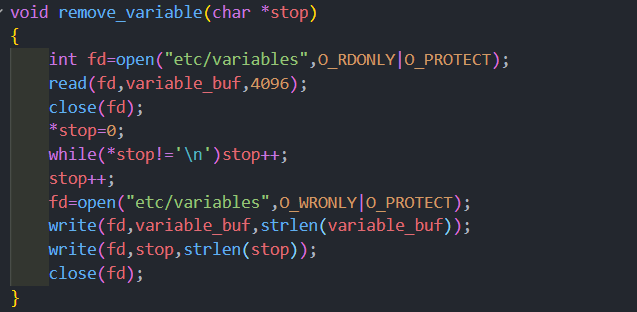 void remove_variable(char *stop)
{
    int fd=open("etc/variables",O_RDONLY|O_PROTECT);
    read(fd,variable_buf,4096);
    close(fd);
    *stop=0;
    while(*stop!='\n')stop++;
    stop++;
    fd=open("etc/variables",O_WRONLY|O_PROTECT);
    write(fd,variable_buf,strlen(variable_buf));
    write(fd,stop,strlen(stop));
    close(fd);
}